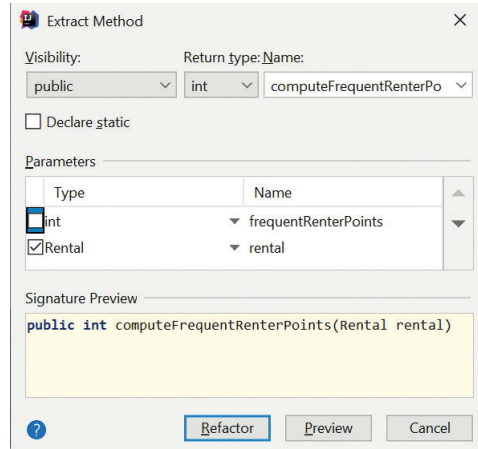 Extract Method
Visibility: Return type: Name:
public int computeFrequentRenterPo
Declare static
Parameters
Type Name
int frequentRenterPoints
Rental rental
Signature Preview
public int computeFrequentRenterPoints(Rental rental)
? Refactor Preview Cancel